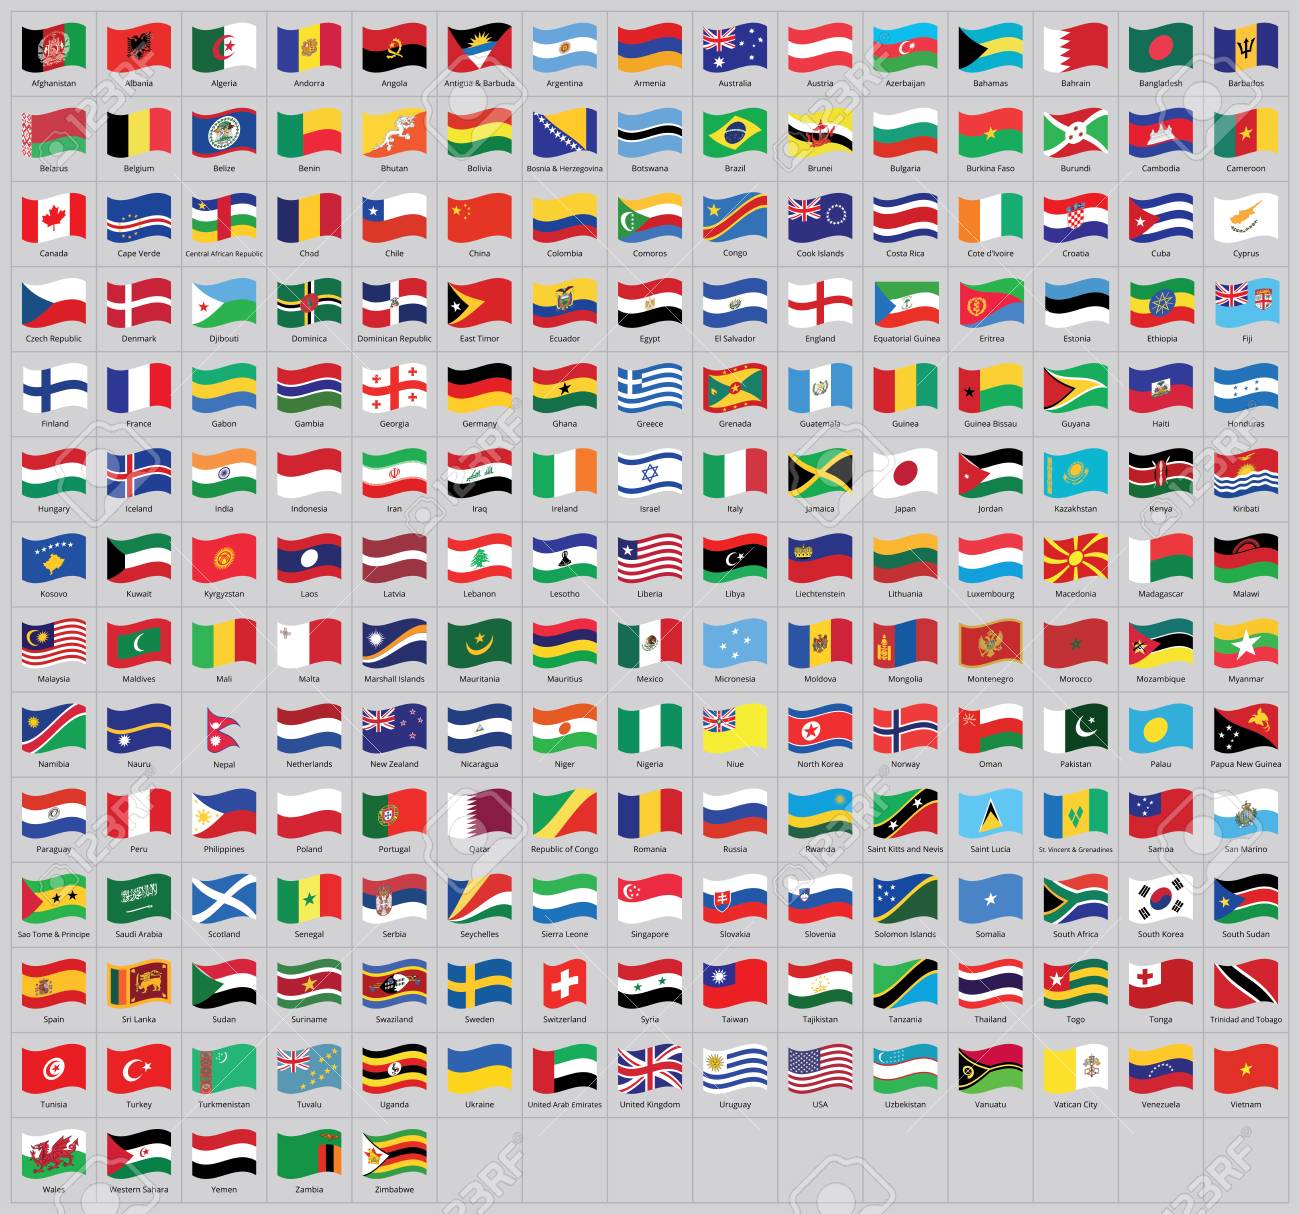 Afghanistan Albania Algeria Andorra Angola Antigua & Barbuda Argentina Armenia Australia Austria Azerbaijan Bahamas Bahrain Bangladesh Barbados
Belarus Belgium Belize Benin Bhutan Bolivia Bosnia & Herzegovina Botswana Brazil Brunei Bulgaria Burkina Faso Burundi Cambodia Cameroon
Canada Cape Verde Central African Republic Chad Chile China Colombia Comoros Congo Cook Islands Costa Rica Cote d'Ivoire Croatia Cuba Cyprus
Czech Republic Denmark Djibouti Dominica Dominican Republic East Timor Ecuador Egypt El Salvador England Equatorial Guinea Eritrea Estonia Ethiopia Fiji
Finland France Gabon Gambia Georgia Germany Ghana Greece Grenada Guatemala Guinea Guinea Bissau Guyana Haiti Honduras
Hungary Iceland India Indonesia Iran Iraq Ireland Israel Italy Jamaica Japan Jordan Kazakhstan Kenya Kiribati
Kosovo Kuwait Kyrgyzstan Laos Latvia Lebanon Lesotho Liberia Libya Liechtenstein Lithuania Luxembourg Macedonia Madagascar Malawi
Malaysia Maldives Mali Malta Marshall Islands Mauritania Mauritius Mexico Micronesia Moldova Mongolia Montenegro Morocco Mozambique Myanmar
Namibia Nauru Nepal Netherlands New Zealand Nicaragua Niger Nigeria Niue North Korea Norway Oman Pakistan Palau Papua New Guinea
Paraguay Peru Philippines Poland Portugal Qatar Republic of Congo Romania Russia Rwanda Saint Kitts and Nevis Saint Lucia St. Vincent & Grenadines Samoa San Marino
Sao Tome & Principe Saudi Arabia Scotland Senegal Serbia Seychelles Sierra Leone Singapore Slovakia Slovenia Solomon Islands Somalia South Africa South Korea South Sudan
Spain Sri Lanka Sudan Suriname Swaziland Sweden Switzerland Syria Taiwan Tajikistan Tanzania Thailand Togo Tonga Trinidad and Tobago
Tunisia Turkey Turkmenistan Tuvalu Uganda Ukraine United Arab Emirates United Kingdom Uruguay USA Uzbekistan Vanuatu Vatican City Venezuela Vietnam
Wales Western Sahara Yemen Zambia Zimbabwe
123RF